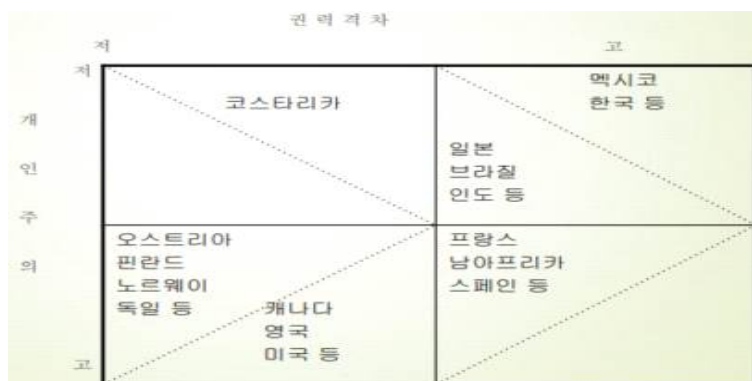 권력격차
저 고
저
개
인
주
의
고
코스타리카
멕시코
한국 등
일본
브라질
인도 등
오스트리아
핀란드
노르웨이
독일 등
캐나다
영국
미국 등
프랑스
남아프리카
스페인 등